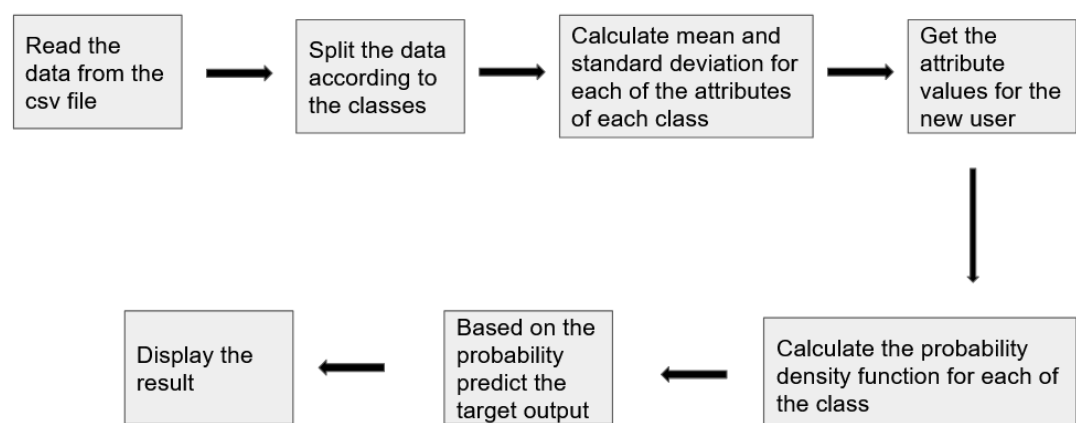 Read the
data from the
csv file
Split the data
according to
the classes
Calculate mean and
standard deviation for
each of the attributes
of each class
Get the
attribute
values for the
new user
Calculate the probability
density function for each of
the class
Based on the
probability
predict the
target output
Display the
result